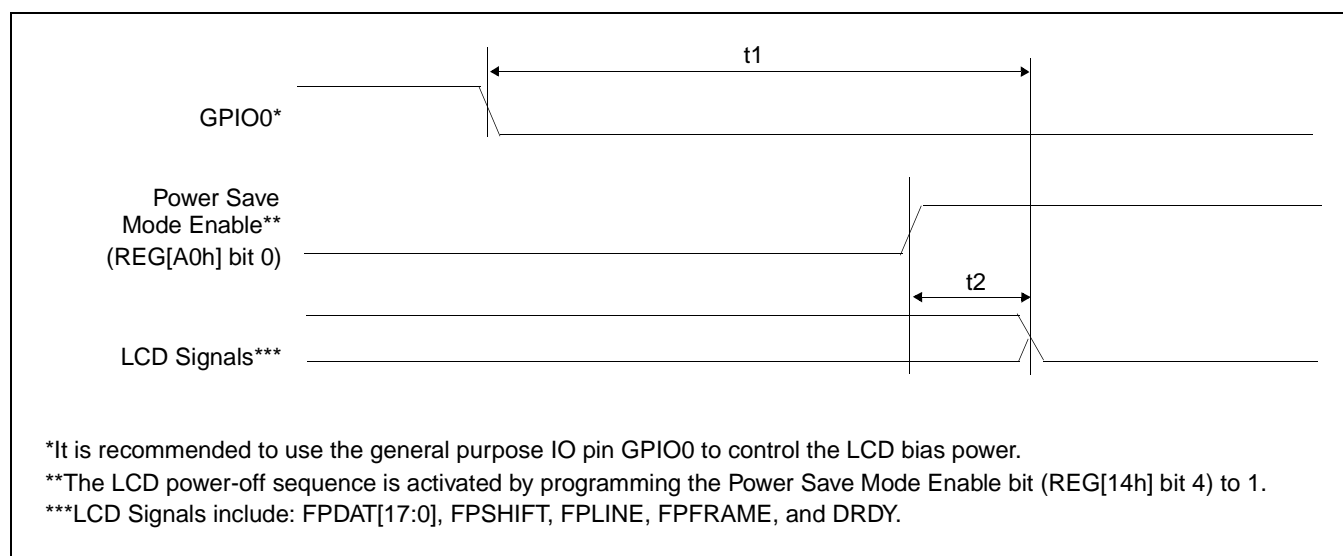 t1
GPIO0*
Power Save
Mode Enable**
(REG[A0h] bit 0)
t2
LCD Signals***
*It is recommended to use the general purpose IO pin GPIO0 to control the LCD bias power.
**The LCD power-off sequence is activated by programming the Power Save Mode Enable bit (REG[14h] bit 4) to 1.
***LCD Signals include: FPDAT[17:0], FPSHIFT, FPLINE, FPFRAME, and DRDY.